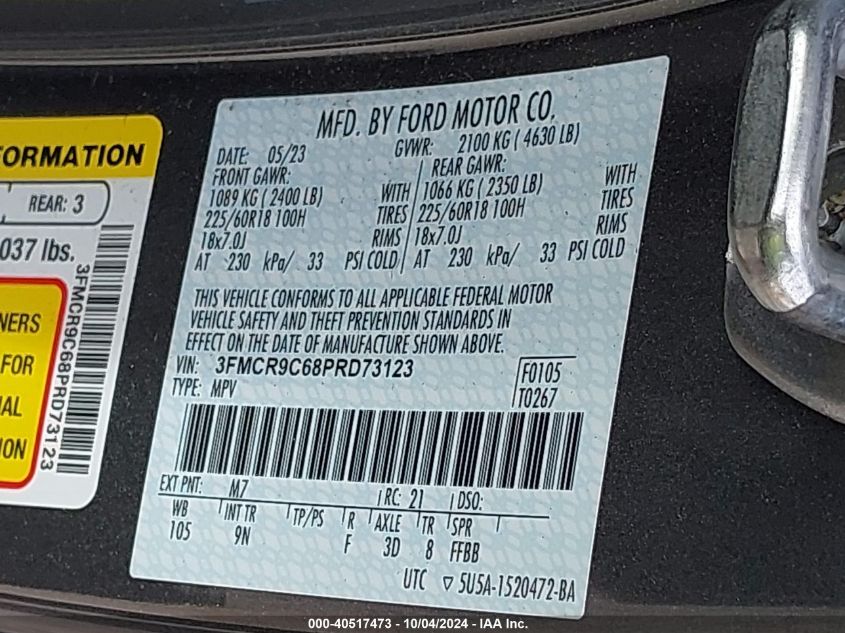 FORMATION
REAR: 3
037 lbs.
NERS
FOR
AL
ION
3FMCR9C68PRD73123
MFD. BY FORD MOTOR CO.
DATE: 05/23 GVWR: 2100 KG ( 4630 LB)
FRONT GAWR: REAR GAWR:
1089 KG ( 2400 LB) WITH 1066 KG ( 2350 LB) WITH
225/60R18 100H TIRES 225/60R18 100H TIRES
18x7.0J RIMS 18x7.0J RIMS
AT 230 kPa/ 33 PSI COLD AT 230 kPa/ 33 PSI COLD
THIS VEHICLE CONFORMS TO ALL APPLICABLE FEDERAL MOTOR
VEHICLE SAFETY AND THEFT PREVENTION STANDARDS IN
EFFECT ON THE DATE OF MANUFACTURE SHOWN ABOVE.
VIN: 3FMCR9C68PRD73123 F0105
TYPE: MPV T0267
EXT PNT: M7 RC: 21 DSO:
WB INT TR TP/PS R AXLE TR SPR
105 9N F 3D 8 FFBB
UTC ▽ 5U5A-1520472-BA
000-40517473 - 10/04/2024 - IAA Inc.